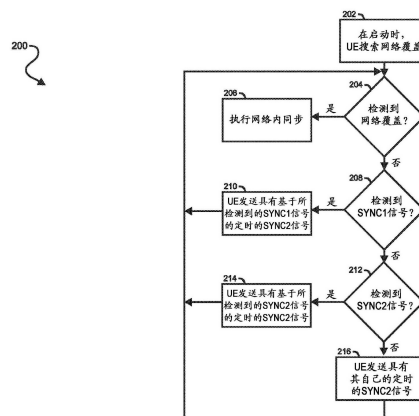 200
202
在启动时，
UE搜索网络覆盖
204
检测到
网络覆盖?
206
执行网络内同步
是
否
208
检测到
SYNC1信号?
210
UE发送具有基于所
检测到的SYNC1信号
的定时的SYNC2信号
是
否
212
检测到
SYNC2信号?
214
UE发送具有基于所
检测到的SYNC2信号
的定时的SYNC2信号
是
否
216
UE发送具有
其自己的定时
的SYNC2信号